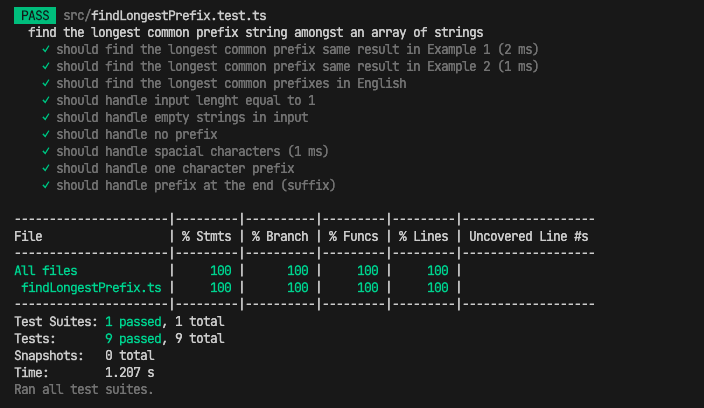 PASS src/findLongestPrefix.test.ts
find the longest common prefix string amongst an array of strings
✓ should find the longest common prefix same result in Example 1 (2 ms)
✓ should find the longest common prefix same result in Example 2 (1 ms)
✓ should find the longest common prefixes in English
✓ should handle input lenght equal to 1
✓ should handle empty strings in input
✓ should handle no prefix
✓ should handle spacial characters (1 ms)
✓ should handle one character prefix
✓ should handle prefix at the end (suffix)
----------------------|---------|----------|---------|---------|-------------------
File                  | % Stmts | % Branch | % Funcs | % Lines | Uncovered Line #s
----------------------|---------|----------|---------|---------|-------------------
All files             |     100 |      100 |     100 |     100 |
 findLongestPrefix.ts |     100 |      100 |     100 |     100 |
----------------------|---------|----------|---------|---------|-------------------
Test Suites: 1 passed, 1 total
Tests:       9 passed, 9 total
Snapshots:   0 total
Time:        1.207 s
Ran all test suites.